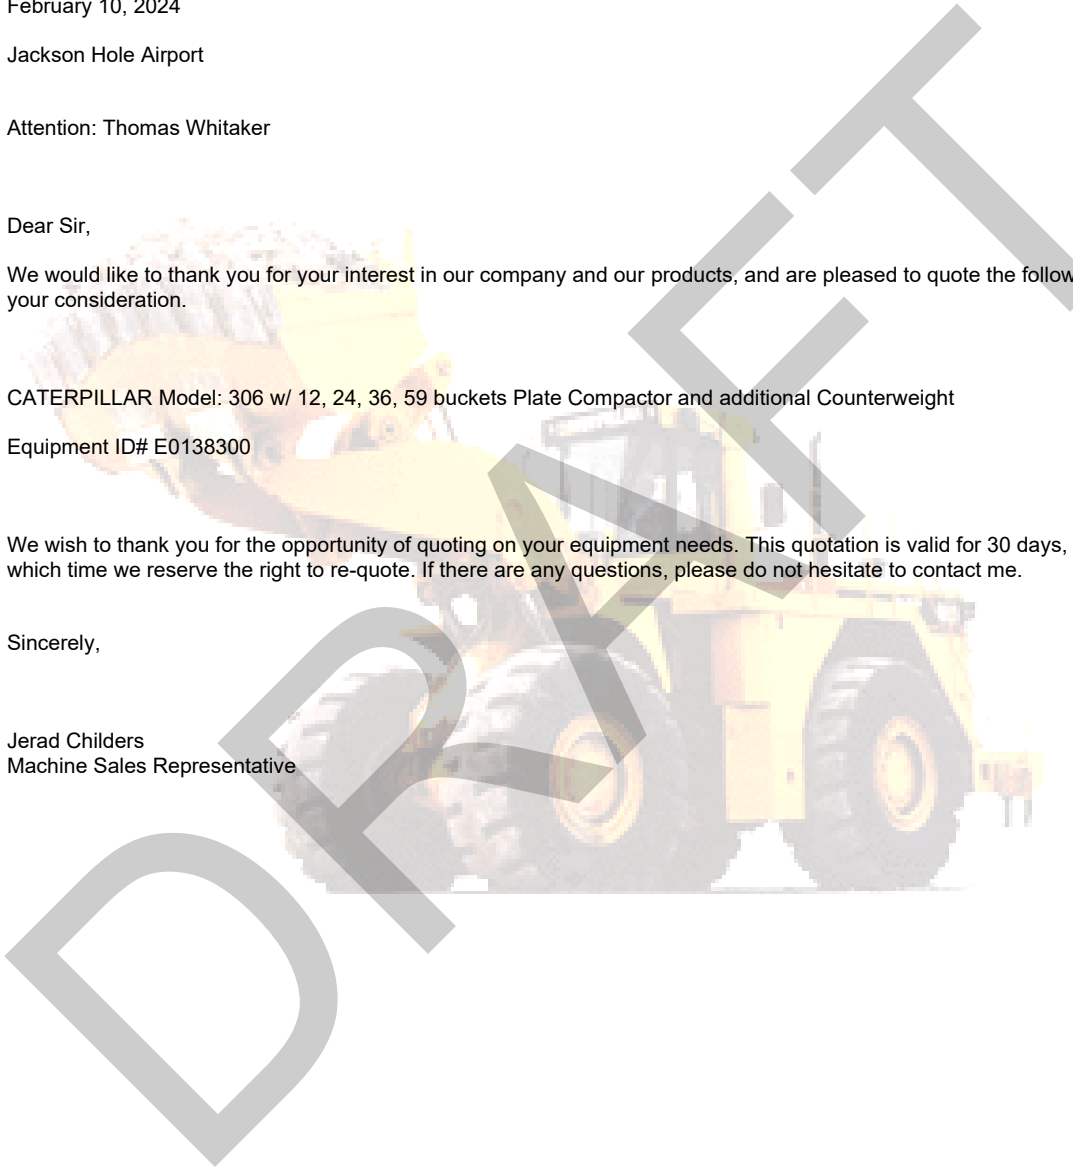 February 10, 2024
Jackson Hole Airport
Attention: Thomas Whitaker
Dear Sir,
We would like to thank you for your interest in our company and our products, and are pleased to quote the follow
your consideration.
CATERPILLAR Model: 306 w/ 12, 24, 36, 59 buckets Plate Compactor and additional Counterweight
Equipment ID# E0138300
We wish to thank you for the opportunity of quoting on your equipment needs. This quotation is valid for 30 days,
which time we reserve the right to re-quote. If there are any questions, please do not hesitate to contact me.
Sincerely,
Jerad Childers
Machine Sales Representative
DRAFT